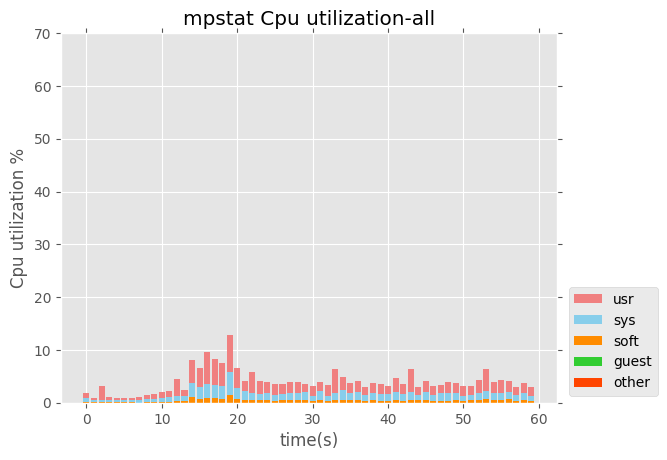 mpstat Cpu utilization-all
70
60
50
40
30
20
10
0
Cpu utilization %
0 10 20 30 40 50 60
time(s)
usr
sys
soft
guest
other